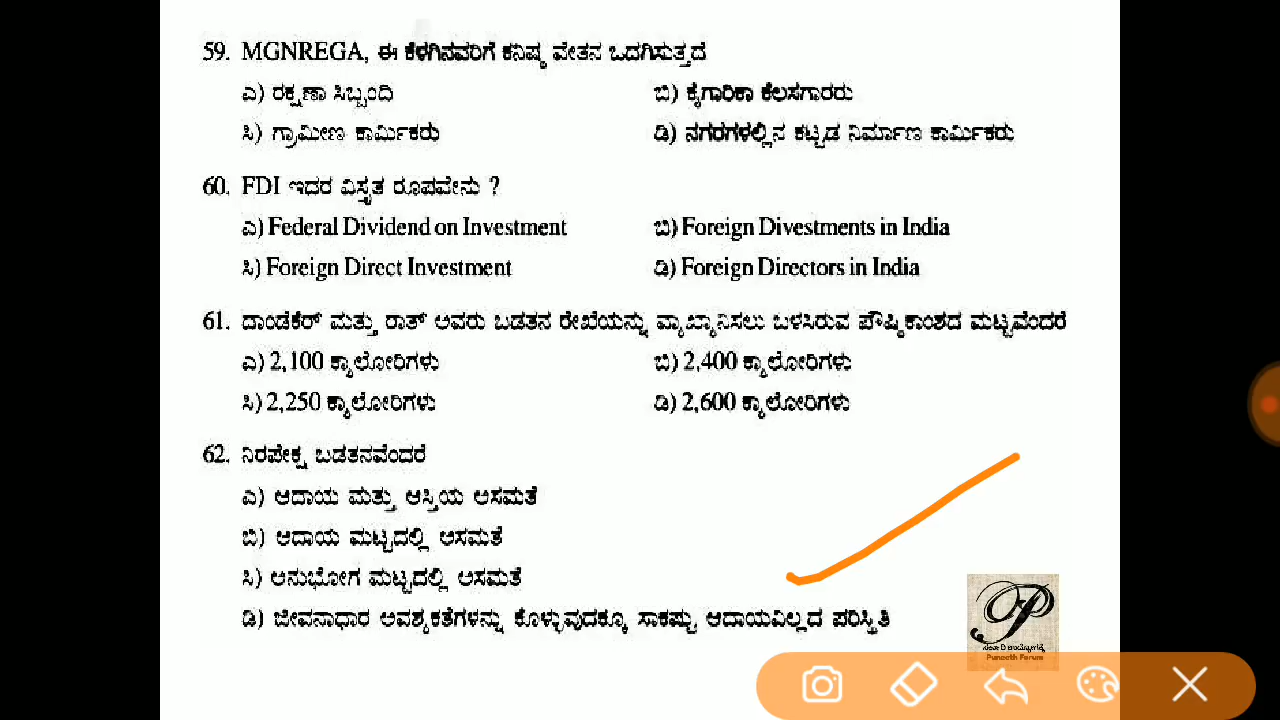 59. MGNREGA, ಈ ಕೆಳಗಿನವರಿಗೆ ಕನಿಷ್ಠ ವೇತನ ಒದಗಿಸುತ್ತದೆ
ಎ) ರಕ್ಷಣಾ ಸಿಬ್ಬಂದಿ ಬಿ) ಕೈಗಾರಿಕಾ ಕೆಲಸಗಾರರು
ಸಿ) ಗ್ರಾಮೀಣ ಕಾರ್ಮಿಕರು ಡಿ) ನಗರಗಳಲ್ಲಿನ ಕಟ್ಟಡ ನಿರ್ಮಾಣ ಕಾರ್ಮಿಕರು
60. FDI ಇದರ ವಿಸ್ತೃತ ರೂಪವೇನು ?
ಎ) Federal Dividend on Investment ಬಿ) Foreign Divestments in India
ಸಿ) Foreign Direct Investment ಡಿ) Foreign Directors in India
61. ದಾಂಡೆಕರ್ ಮತ್ತು ರಾತ್ ಅವರು ಬಡತನ ರೇಖೆಯನ್ನು ವ್ಯಾಖ್ಯಾನಿಸಲು ಬಳಸಿರುವ ಪೌಷ್ಟಿಕಾಂಶದ ಮಟ್ಟವೆಂದರೆ
ಎ) 2,100 ಕ್ಯಾಲೋರಿಗಳು ಬಿ) 2,400 ಕ್ಯಾಲೋರಿಗಳು
ಸಿ) 2,250 ಕ್ಯಾಲೋರಿಗಳು ಡಿ) 2,600 ಕ್ಯಾಲೋರಿಗಳು
62. ನಿರಪೇಕ್ಷ ಬಡತನವೆಂದರೆ
ಎ) ಆದಾಯ ಮತ್ತು ಆಸ್ತಿಯ ಅಸಮತೆ
ಬಿ) ಆದಾಯ ಮಟ್ಟದಲ್ಲಿ ಅಸಮತೆ
ಸಿ) ಅನುಭೋಗ ಮಟ್ಟದಲ್ಲಿ ಅಸಮತೆ
ಡಿ) ಜೀವನಾಧಾರ ಅವಶ್ಯಕತೆಗಳನ್ನು ಕೊಳ್ಳುವುದಕ್ಕೂ ಸಾಕಷ್ಟು ಆದಾಯವಿಲ್ಲದ ಪರಿಸ್ಥಿತಿ
P
Puneeth Forum